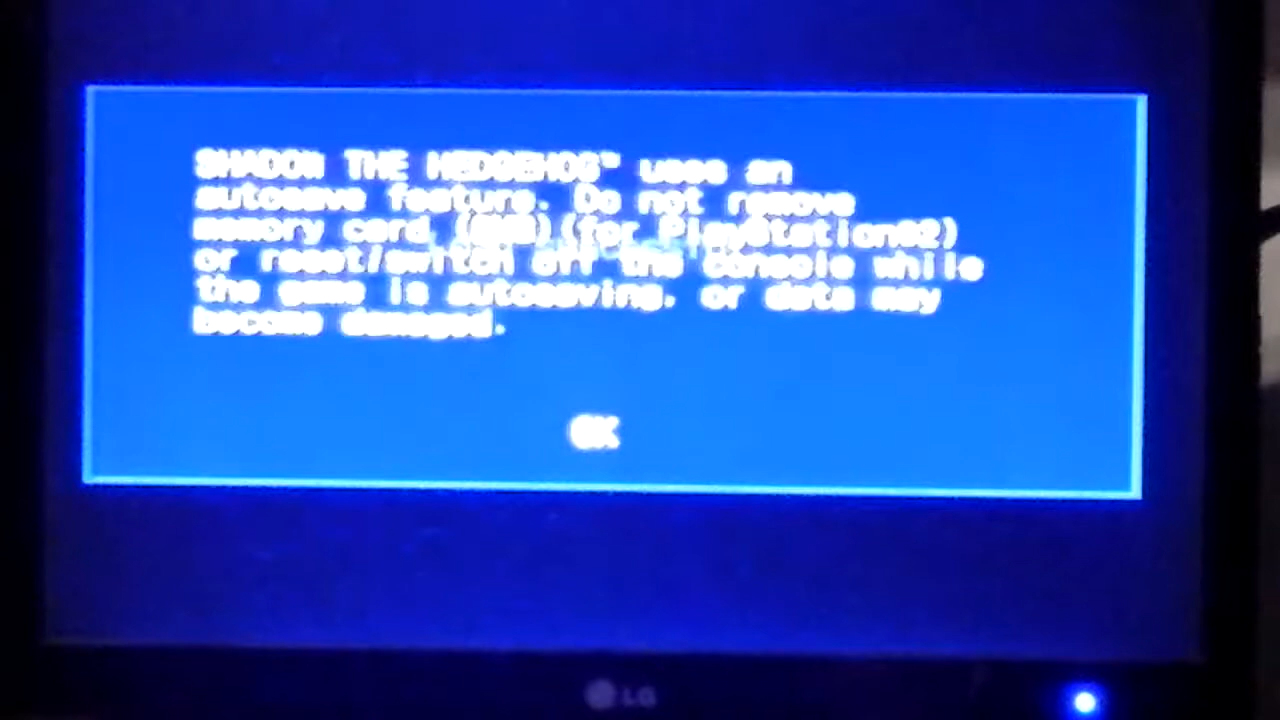 SHADOW THE HEDGEHOG™ uses an
autosave feature. Do not remove
memory card (8MB)(for PlayStation®2)
or reset/switch off the console while
the game is autosaving, or data may
become damaged.
OK
LG